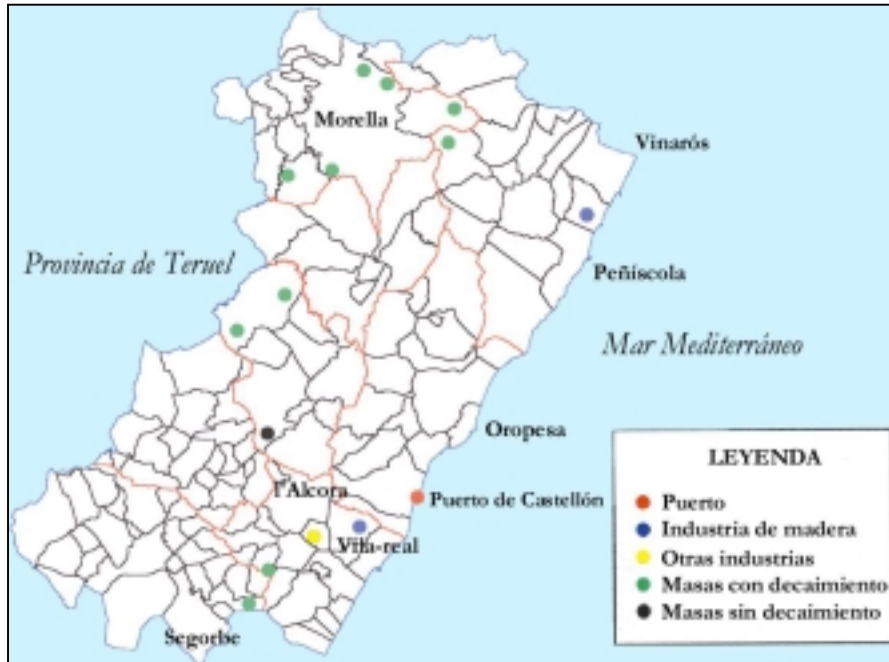 Morella
Vinarós
Provincia de Teruel
Peñíscola
Mar Mediterráneo
Oropesa
l'Alcora
Puerto de Castellón
Vila-real
Segorbe
LEYENDA
Puerto
Industria de madera
Otras industrias
Masas con decaimiento
Masas sin decaimiento